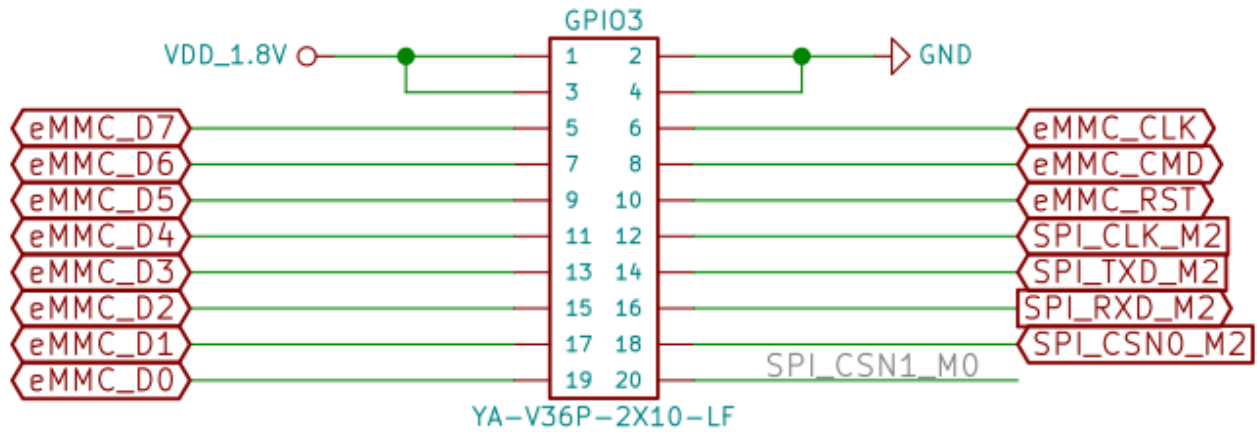 GPIO3
VDD_1.8V 1 2 GND
3 4
eMMC_D7 5 6 eMMC_CLK
eMMC_D6 7 8 eMMC_CMD
eMMC_D5 9 10 eMMC_RST
eMMC_D4 11 12 SPI_CLK_M2
eMMC_D3 13 14 SPI_TXD_M2
eMMC_D2 15 16 SPI_RXD_M2
eMMC_D1 17 18 SPI_CSN0_M2
eMMC_D0 19 20 SPI_CSN1_M0
YA-V36P-2X10-LF